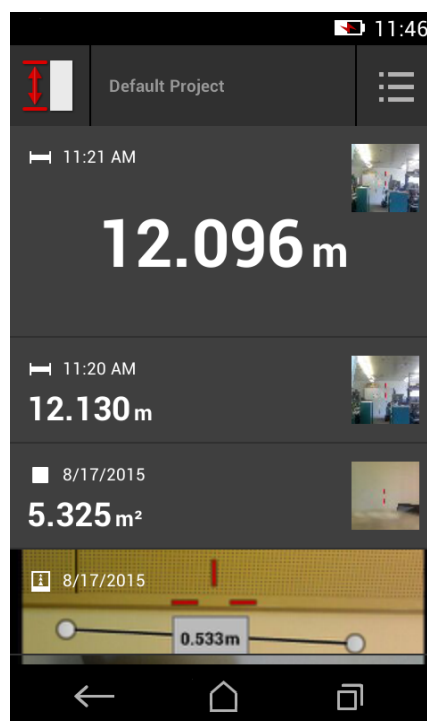 11:46
Default Project
11:21 AM
12.096 m
11:20 AM
12.130 m
8/17/2015
5.325 m²
8/17/2015
0.533m